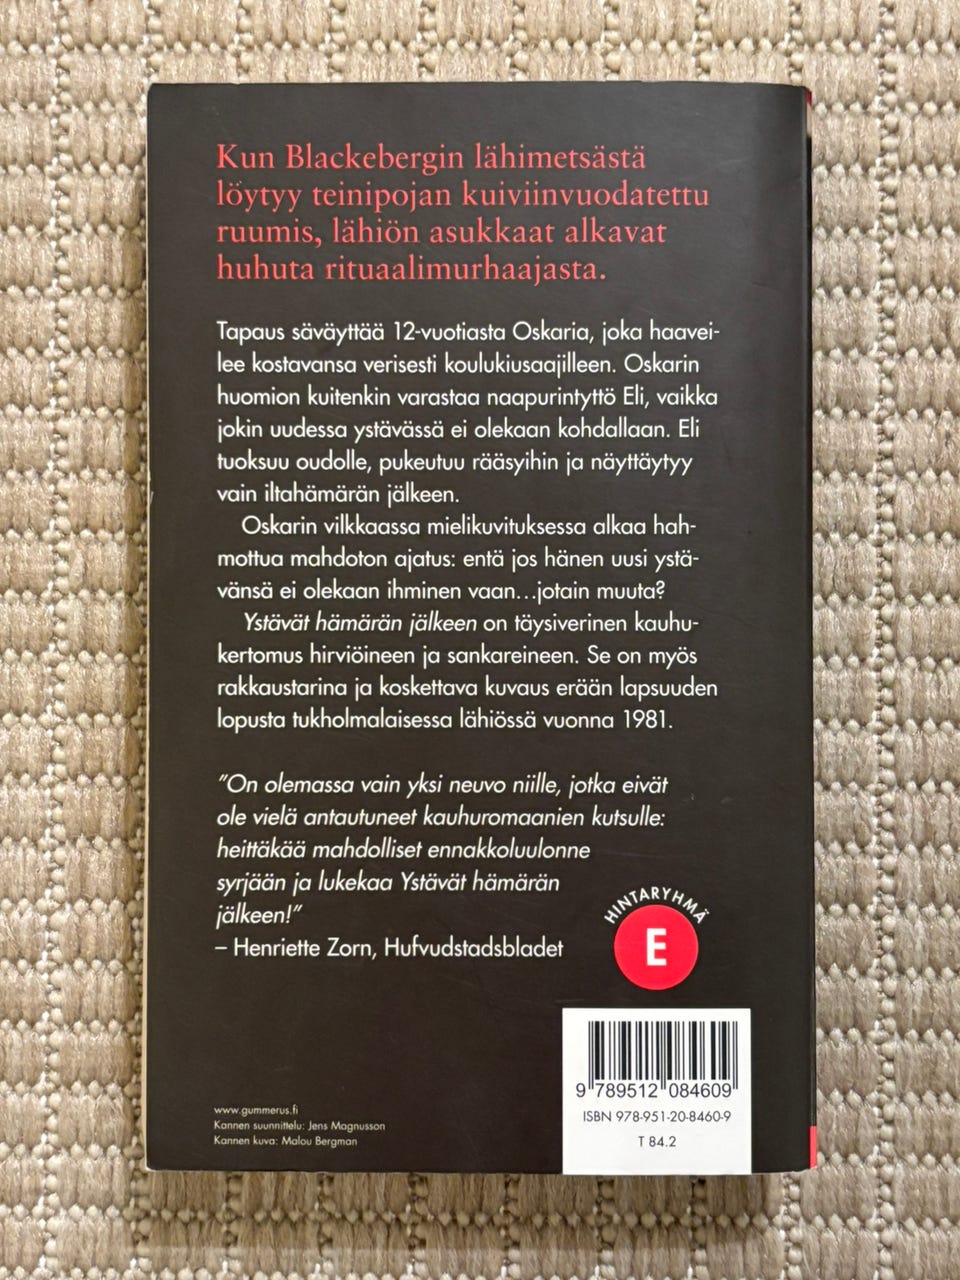 Kun Blackebergin lähimetsästä
löytyy teinipojan kuiviinvuodatettu
ruumis, lähiön asukkaat alkavat
huhuta rituaalimurhaajasta.
Tapaus säväyttää 12-vuotiasta Oskaria, joka haavei-
lee kostavansa verisesti koulukiusaajilleen. Oskarin
huomion kuitenkin varastaa naapurintyttö Eli, vaikka
jokin uudessa ystävässä ei olekaan kohdallaan. Eli
tuoksuu oudolle, pukeutuu rääsyihin ja näyttäytyy
vain iltahämärän jälkeen.
Oskarin vilkkaassa mielikuvituksessa alkaa hah-
mottua mahdoton ajatus: entä jos hänen uusi ystä-
vänsä ei olekaan ihminen vaan...jotain muuta?
Ystävät hämärän jälkeen on täysiverinen kauhu-
kertomus hirviöineen ja sankareineen. Se on myös
rakkaustarina ja koskettava kuvaus erään lapsuuden
lopusta tukholmalaisessa lähiössä vuonna 1981.
"On olemassa vain yksi neuvo niille, jotka eivät
ole vielä antautuneet kauhuromaanien kutsulle:
heittäkää mahdolliset ennakkoluulonne
syrjään ja lukekaa Ystävät hämärän
jälkeen!"
– Henriette Zorn, Hufvudstadsbladet
HINTARYHMÄ
E
9 789512 084609
ISBN 978-951-20-8460-9
T 84.2
www.gummerus.fi
Kannen suunnittelu: Jens Magnusson
Kannen kuva: Malou Bergman